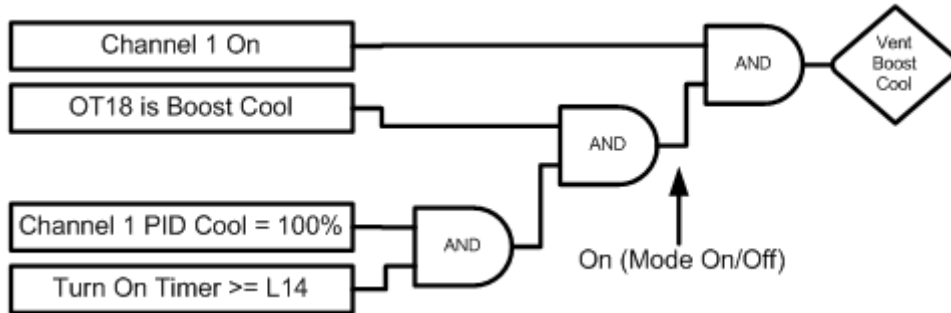 Channel 1 On
AND
Vent
Boost
Cool
OT18 is Boost Cool
AND
Channel 1 PID Cool = 100%
AND
On (Mode On/Off)
Turn On Timer >= L14